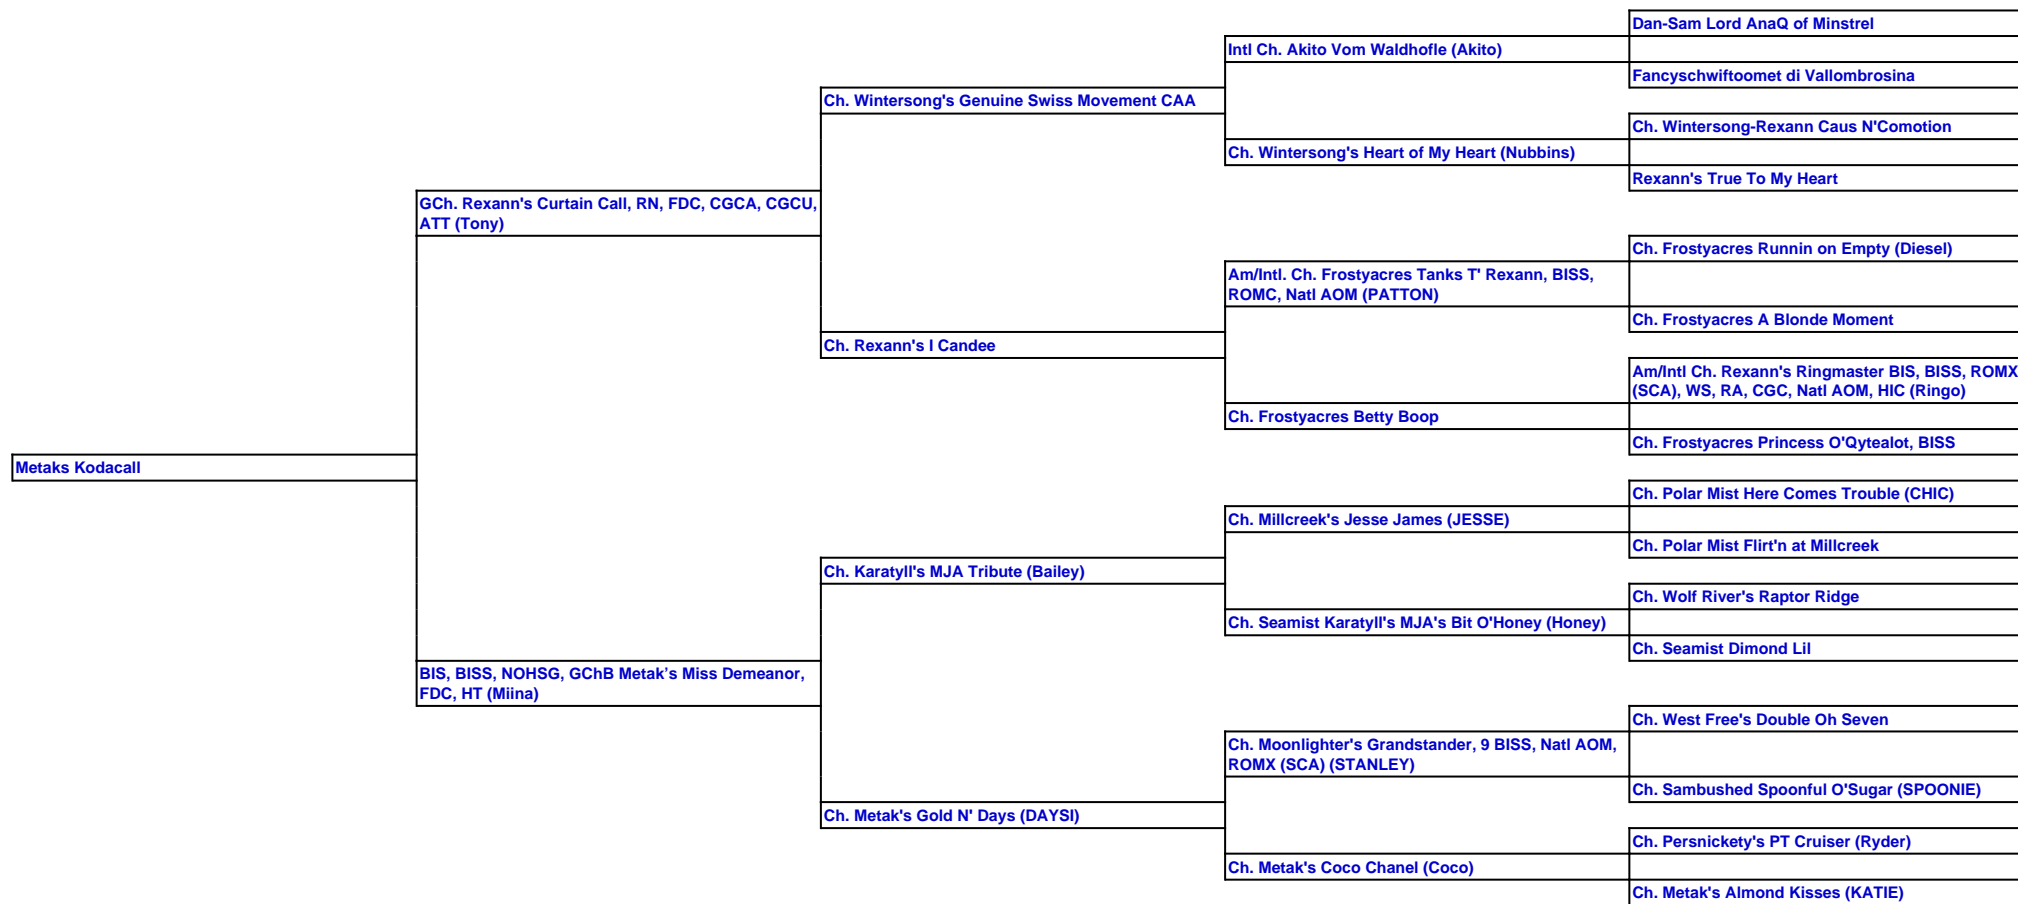 Dan-Sam Lord AnaQ of Minstrel
Intl Ch. Akito Vom Waldhofle (Akito)
Fancyschwiftoomet di Vallombrosina
Ch. Wintersong's Genuine Swiss Movement CAA
Ch. Wintersong-Rexann Caus N'Comotion
Ch. Wintersong's Heart of My Heart (Nubbins)
Rexann's True To My Heart
GCh. Rexann's Curtain Call, RN, FDC, CGCA, CGCU,
ATT (Tony)
Ch. Frostyacres Runnin on Empty (Diesel)
Am/Intl. Ch. Frostyacres Tanks T' Rexann, BISS,
ROMC, Natl AOM (PATTON)
Ch. Frostyacres A Blonde Moment
Ch. Rexann's I Candee
Am/Intl Ch. Rexann's Ringmaster BIS, BISS, ROMX
(SCA), WS, RA, CGC, Natl AOM, HIC (Ringo)
Ch. Frostyacres Betty Boop
Ch. Frostyacres Princess O'Qytealot, BISS
Metaks Kodacall
Ch. Polar Mist Here Comes Trouble (CHIC)
Ch. Millcreek's Jesse James (JESSE)
Ch. Polar Mist Flirt'n at Millcreek
Ch. Karatyll's MJA Tribute (Bailey)
Ch. Wolf River's Raptor Ridge
Ch. Seamist Karatyll's MJA's Bit O'Honey (Honey)
Ch. Seamist Dimond Lil
BIS, BISS, NOHSG, GChB Metak’s Miss Demeanor,
FDC, HT (Miina)
Ch. West Free's Double Oh Seven
Ch. Moonlighter's Grandstander, 9 BISS, Natl AOM,
ROMX (SCA) (STANLEY)
Ch. Sambushed Spoonful O'Sugar (SPOONIE)
Ch. Metak's Gold N' Days (DAYSI)
Ch. Persnickety's PT Cruiser (Ryder)
Ch. Metak's Coco Chanel (Coco)
Ch. Metak's Almond Kisses (KATIE)